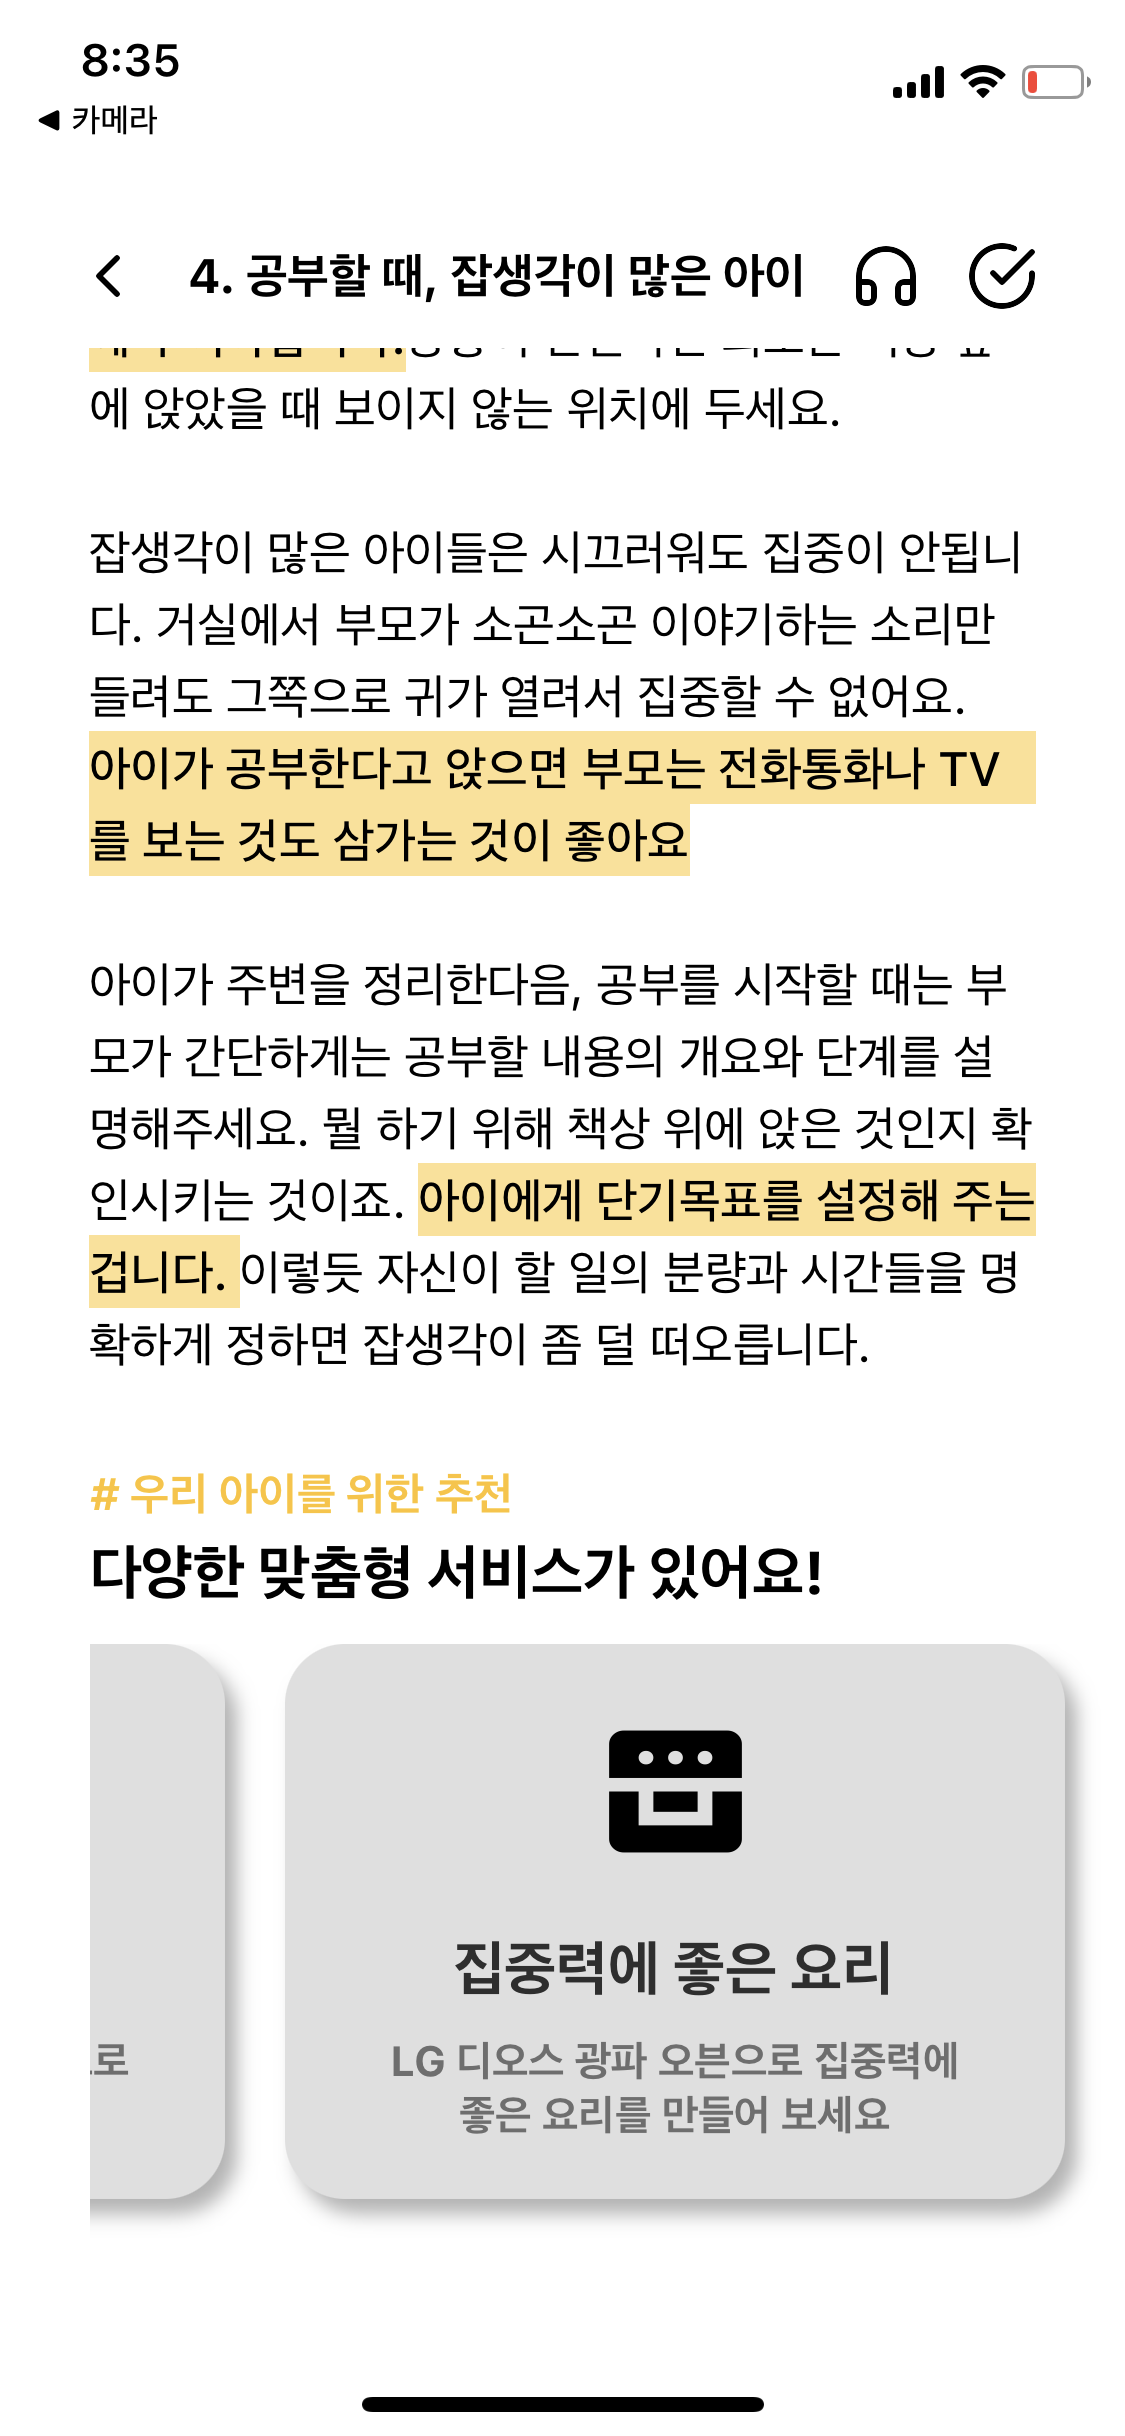 8:35
◀ 카메라
4. 공부할 때, 잡생각이 많은 아이
에 앉았을 때 보이지 않는 위치에 두세요.
잡생각이 많은 아이들은 시끄러워도 집중이 안됩니
다. 거실에서 부모가 소곤소곤 이야기하는 소리만
들려도 그쪽으로 귀가 열려서 집중할 수 없어요.
아이가 공부한다고 앉으면 부모는 전화통화나 TV
를 보는 것도 삼가는 것이 좋아요
아이가 주변을 정리한다음, 공부를 시작할 때는 부
모가 간단하게는 공부할 내용의 개요와 단계를 설
명해주세요. 뭘 하기 위해 책상 위에 앉은 것인지 확
인시키는 것이죠. 아이에게 단기목표를 설정해 주는
겁니다. 이렇듯 자신이 할 일의 분량과 시간들을 명
확하게 정하면 잡생각이 좀 덜 떠오릅니다.
# 우리 아이를 위한 추천
다양한 맞춤형 서비스가 있어요!
집중력에 좋은 요리
로
LG 디오스 광파 오븐으로 집중력에
좋은 요리를 만들어 보세요